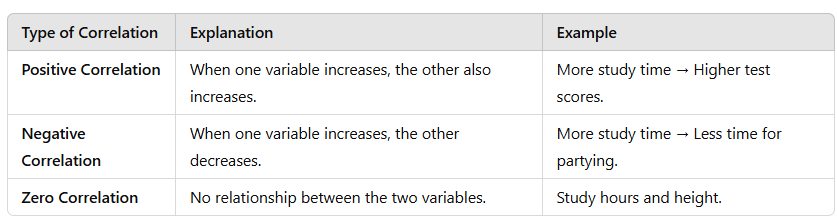 Type of Correlation Explanation Example
Positive Correlation When one variable increases, the other also More study time → Higher test
increases. scores.
Negative When one variable increases, the other More study time → Less time for
Correlation decreases. partying.
Zero Correlation No relationship between the two variables. Study hours and height.